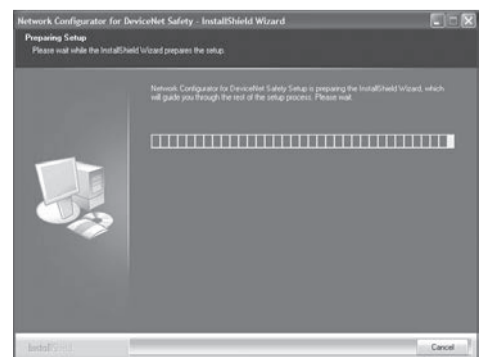 Network Configurator for DeviceNet Safety - InstallShield Wizard
Preparing Setup
Please wait while the InstallShield Wizard prepares the setup.
Network Configurator for DeviceNet Safety Setup is preparing the InstallShield Wizard, which
will guide you through the rest of the setup process. Please wait.
InstallShield
Cancel